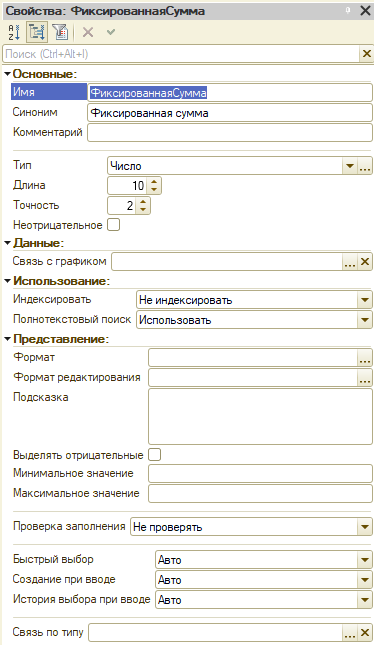 Свойства: ФиксированнаяСумма
Поиск (Ctrl+Alt+I)
Основные:
Имя ФиксированнаяСумма
Синоним Фиксированная сумма
Комментарий
Тип Число
Длина 10
Точность 2
Неотрицательное
Данные:
Связь с графиком
Использование:
Индексировать Не индексировать
Полнотекстовый поиск Использовать
Представление:
Формат
Формат редактирования
Подсказка
Выделять отрицательные
Минимальное значение
Максимальное значение
Проверка заполнения Не проверять
Быстрый выбор Авто
Создание при вводе Авто
История выбора при вводе Авто
Связь по типу